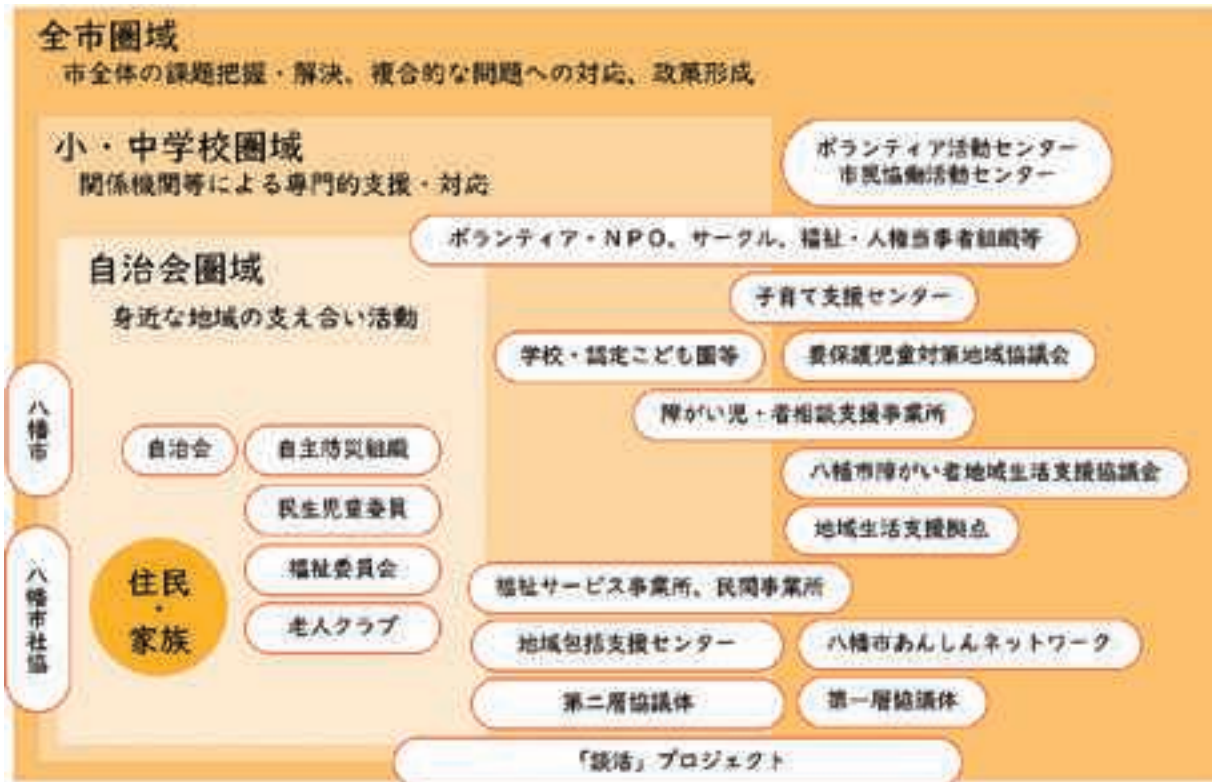 全市圏域
市全体の課題把握・解決、複合的な問題への対応、政策形成
小・中学校圏域
関係機関等による専門的支援・対応
ボランティア活動センター
市民協働活動センター
ボランティア・NPO、サークル、福祉・人権当事者組織等
自治会圏域
身近な地域の支え合い活動
子育て支援センター
学校・認定こども園等
要保護児童対策地域協議会
障がい児・者相談支援事業所
八幡市
自治会
自主防災組織
八幡市障がい者地域生活支援協議会
民生児童委員
地域生活支援拠点
八幡市社協
住民・家族
福祉委員会
福祉サービス事業所、民間事業所
老人クラブ
地域包括支援センター
八幡市あんしんネットワーク
第二層協議体
第一層協議体
「談活」プロジェクト